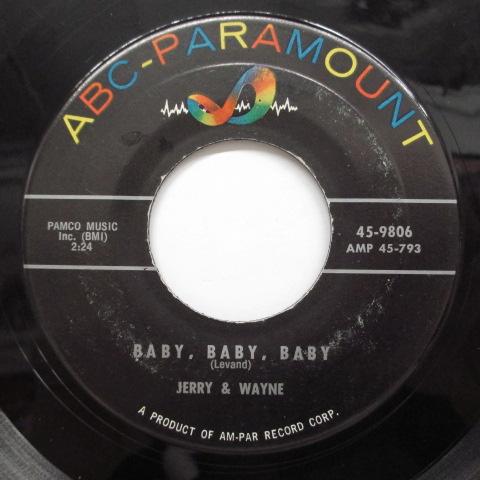 ABC-PARAMOUNT
PAMCO MUSIC
Inc. (BMI)
2:24
45-9806
AMP 45-793
BABY, BABY, BABY
(Levand)
JERRY & WAYNE
A PRODUCT OF AM-PAR RECORD CORP.